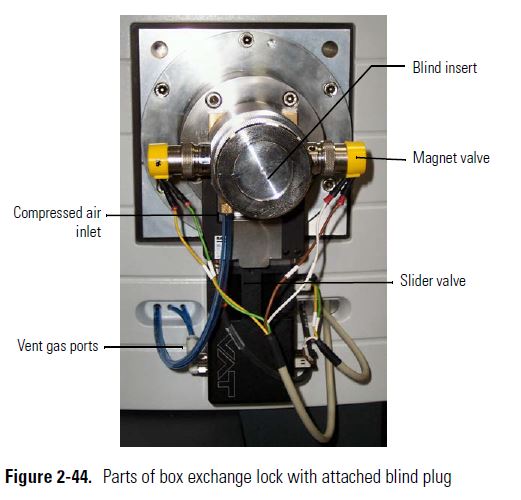 Blind insert
Magnet valve
Compressed air
inlet
Slider valve
Vent gas ports
VAT
Figure 2-44. Parts of box exchange lock with attached blind plug